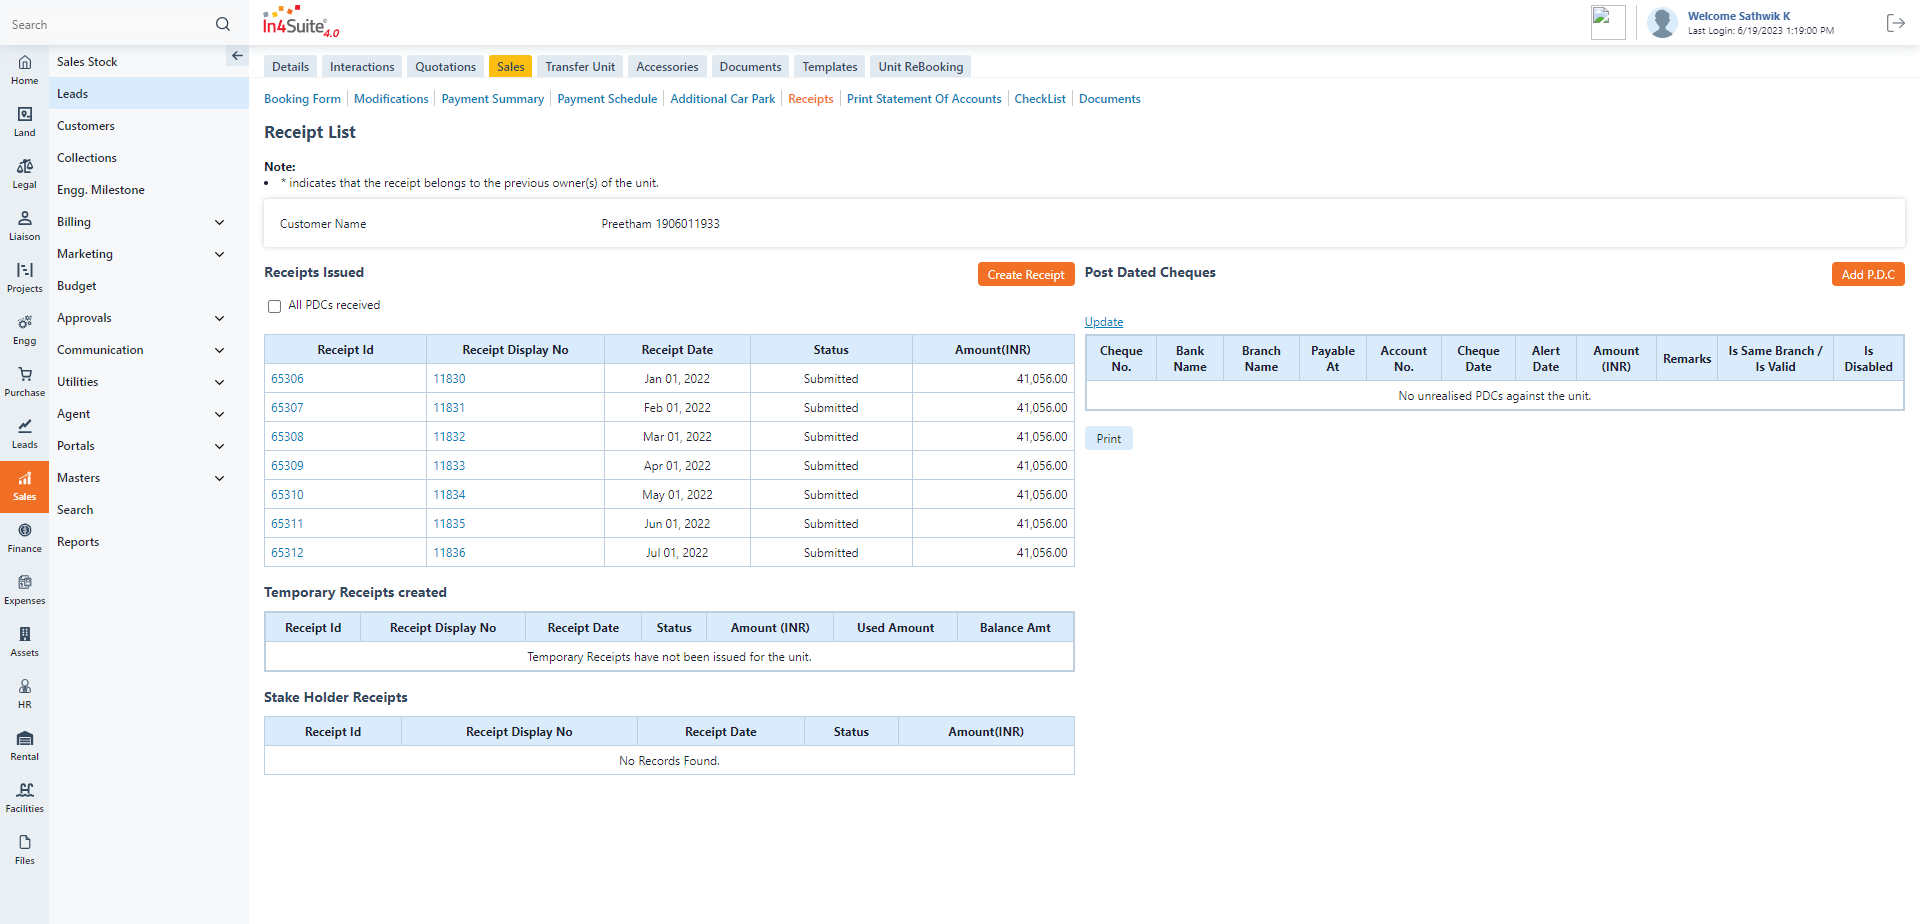 Search
In4Suite® 4.0
Welcome Sathwik K
Last Login: 6/19/2023 1:19:00 PM
Home
Land
Legal
Liaison
Projects
Engg
Purchase
Leads
Sales
Finance
Expenses
Assets
HR
Rental
Facilities
Files
Sales Stock
Leads
Customers
Collections
Engg. Milestone
Billing
Marketing
Budget
Approvals
Communication
Utilities
Agent
Portals
Masters
Search
Reports
Details Interactions Quotations Sales Transfer Unit Accessories Documents Templates Unit ReBooking
Booking Form Modifications Payment Summary Payment Schedule Additional Car Park Receipts Print Statement Of Accounts CheckList Documents
Receipt List
Note:
• * indicates that the receipt belongs to the previous owner(s) of the unit.
Customer Name Preetham 1906011933
Receipts Issued Create Receipt
All PDCs received
Receipt Id Receipt Display No Receipt Date Status Amount(INR)
65306 11830 Jan 01, 2022 Submitted 41,056.00
65307 11831 Feb 01, 2022 Submitted 41,056.00
65308 11832 Mar 01, 2022 Submitted 41,056.00
65309 11833 Apr 01, 2022 Submitted 41,056.00
65310 11834 May 01, 2022 Submitted 41,056.00
65311 11835 Jun 01, 2022 Submitted 41,056.00
65312 11836 Jul 01, 2022 Submitted 41,056.00
Temporary Receipts created
Receipt Id Receipt Display No Receipt Date Status Amount (INR) Used Amount Balance Amt
Temporary Receipts have not been issued for the unit.
Stake Holder Receipts
Receipt Id Receipt Display No Receipt Date Status Amount(INR)
No Records Found.
Post Dated Cheques Add P.D.C
Update
Cheque No. Bank Name Branch Name Payable At Account No. Cheque Date Alert Date Amount (INR) Remarks Is Same Branch / Is Valid Is Disabled
No unrealised PDCs against the unit.
Print